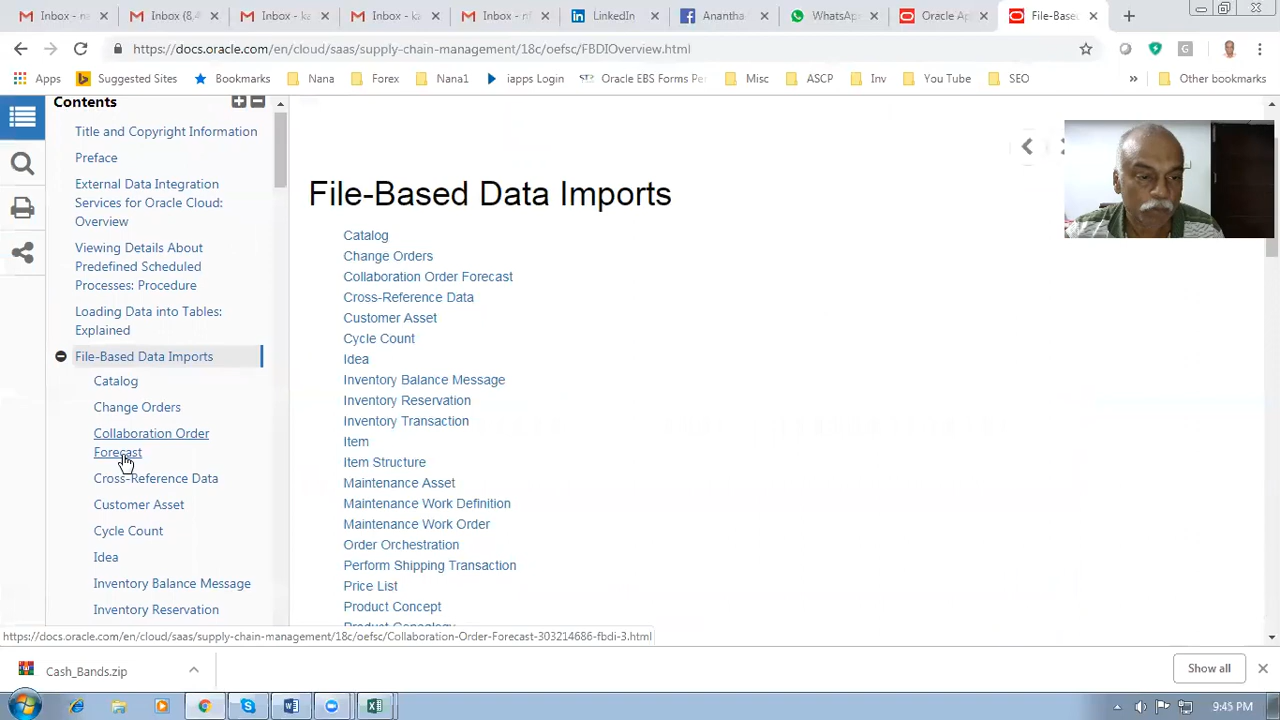 Inbox - n
Inbox (8,
Inbox - k
Inbox - k
Inbox - nf
LinkedIn
Anantha
WhatsAp
Oracle Ap
File-Base
https://docs.oracle.com/en/cloud/saas/supply-chain-management/18c/oefsc/FBDIOverview.html
Apps
Suggested Sites
Bookmarks
Nana
Forex
Nana1
iapps Login
Oracle EBS Forms Pe
Misc
ASCP
Inv
You Tube
SEO
»
Other bookmarks
Contents
Title and Copyright Information
Preface
External Data Integration
Services for Oracle Cloud:
Overview
Viewing Details About
Predefined Scheduled
Processes: Procedure
Loading Data into Tables:
Explained
File-Based Data Imports
Catalog
Change Orders
Collaboration Order
Forecast
Cross-Reference Data
Customer Asset
Cycle Count
Idea
Inventory Balance Message
Inventory Reservation
File-Based Data Imports
Catalog
Change Orders
Collaboration Order Forecast
Cross-Reference Data
Customer Asset
Cycle Count
Idea
Inventory Balance Message
Inventory Reservation
Inventory Transaction
Item
Item Structure
Maintenance Asset
Maintenance Work Definition
Maintenance Work Order
Order Orchestration
Perform Shipping Transaction
Price List
Product Concept
Product Genealogy
https://docs.oracle.com/en/cloud/saas/supply-chain-management/18c/oefsc/Collaboration-Order-Forecast-303214686-fbdi-3.html
Cash_Bands.zip
Show all
9:45 PM